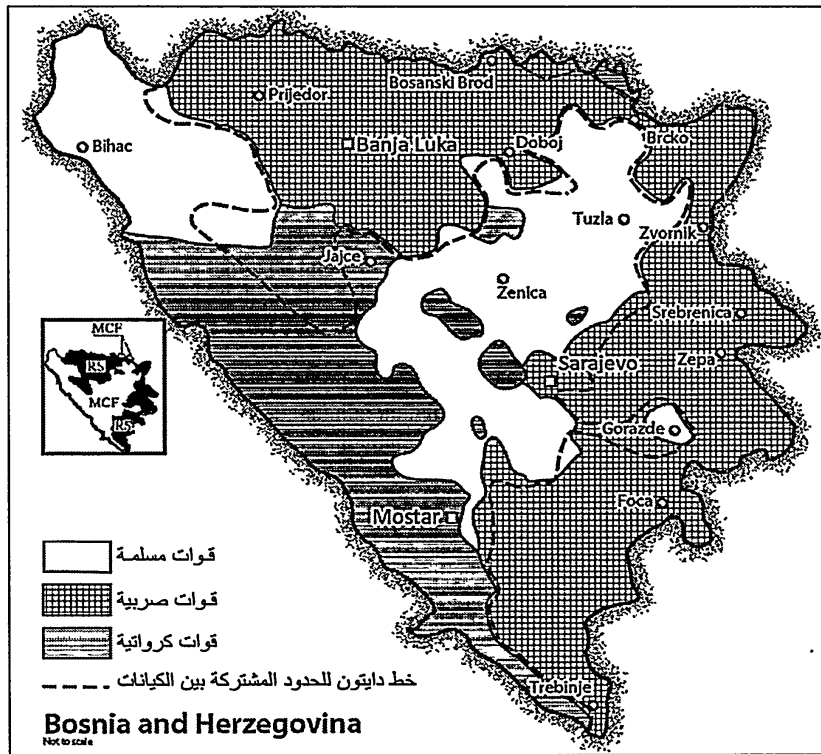 Bosanski Brod
Prijedor
Bihac
Banja Luka
Doboj
Brcko
Tuzla
Zvornik
Jajce
Zenica
Srebrenica
MCF
RS
MCF
RS
Sarajevo
Zepa
Gorazde
Foca
Mostar
قوات مسلمة
قوات صربية
قوات كرواتية
خط دايتون للحدود المشتركة بين الكيانات
Trebinje
Bosnia and Herzegovina
Not to scale